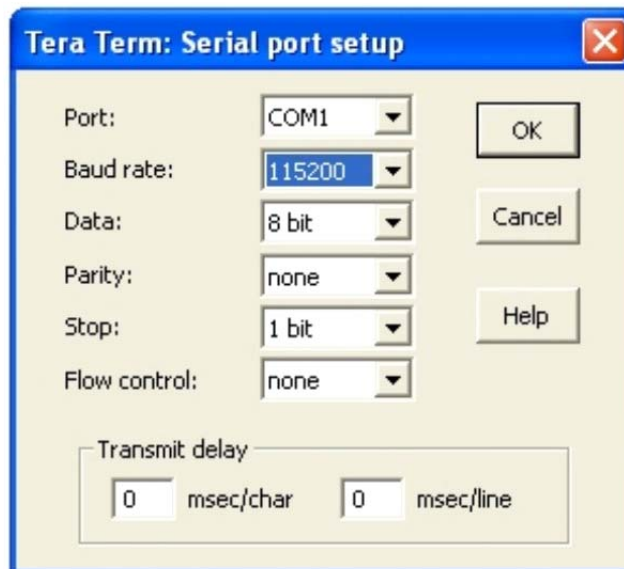 Tera Term: Serial port setup
Port: COM1
OK
Baud rate: 115200
Data: 8 bit
Cancel
Parity: none
Stop: 1 bit
Help
Flow control: none
Transmit delay
0 msec/char 0 msec/line